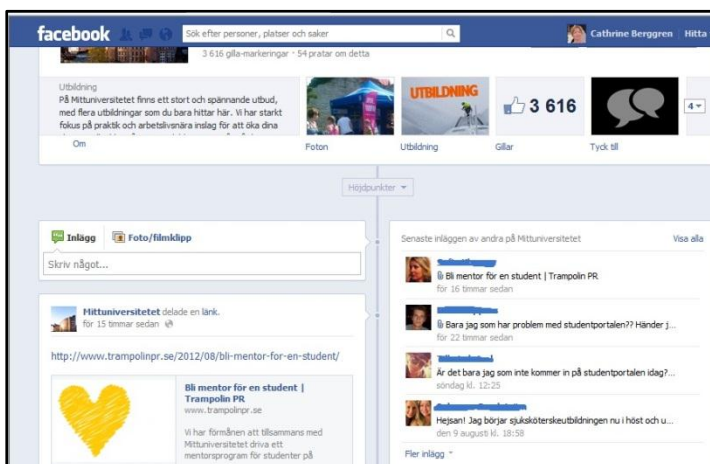 facebook
Sök efter personer, platser och saker
Cathrine Berggren
Hitta
3 616 gilla-markeringar · 54 pratar om detta
Utbildning
På Mittuniversitetet finns ett stort och spännande utbud,
med flera utbildningar som du bara hittar här. Vi har starkt
fokus på praktik och arbetslivsnära inslag för att öka dina
Om
Foton
UTBILDNING
Utbildning
3 616
Gillar
Tyck till
4
Höjdpunkter
Inlägg
Foto/filmklipp
Skriv något...
Mittuniversitetet delade en länk.
för 15 timmar sedan
http://www.trampolinpr.se/2012/08/bli-mentor-for-en-student/
Bli mentor för en student |
Trampolin PR
www.trampolinpr.se
Vi har förmånen att tillsammans med
Mittuniversitetet driva ett
mentorsprogram för studenter på
Senaste inläggen av andra på Mittuniversitetet
Visa alla
Bli mentor för en student | Trampolin PR
för 16 timmar sedan
Bara jag som har problem med studentportalen?? Händer j...
för 22 timmar sedan
Är det bara jag som inte kommer in på studentportalen idag?...
söndag kl. 12:25
Hejsan! Jag börjar sjuksköterskeutbildningen nu i höst och u...
den 9 augusti kl. 18:58
Fler inlägg